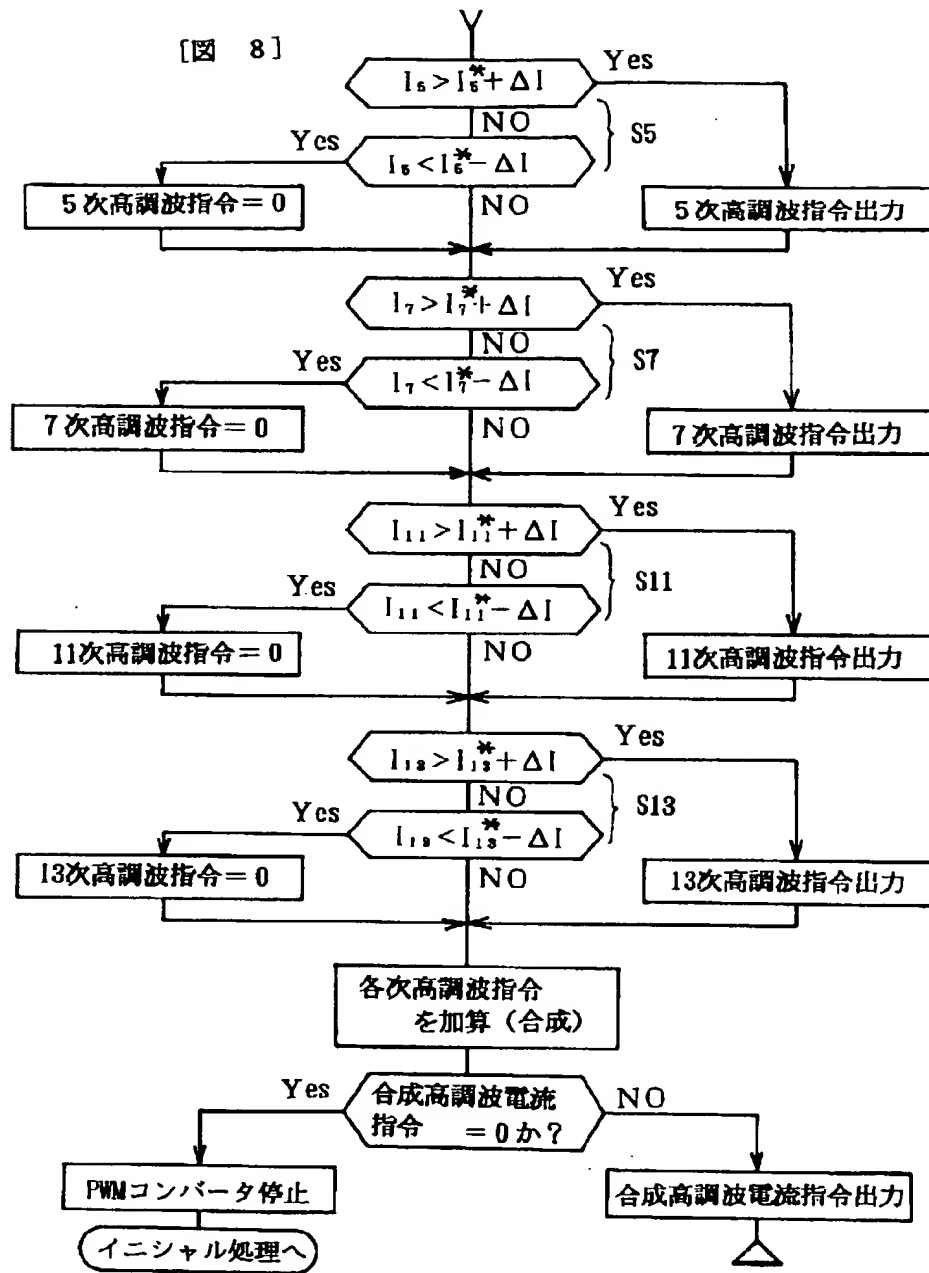 [図 8]
I₅>I₅*+ΔI
Yes
NO
S5
Yes
I₅<I₅*-ΔI
NO
5次高調波指令=0
5次高調波指令出力
I₇>I₇*+ΔI
Yes
NO
S7
Yes
I₇<I₇*-ΔI
NO
7次高調波指令=0
7次高調波指令出力
I₁₁>I₁₁*+ΔI
Yes
NO
S11
Yes
I₁₁<I₁₁*-ΔI
NO
11次高調波指令=0
11次高調波指令出力
I₁₃>I₁₃*+ΔI
Yes
NO
S13
Yes
I₁₃<I₁₃*-ΔI
NO
13次高調波指令=0
13次高調波指令出力
各次高調波指令
を加算(合成)
Yes
合成高調波電流
指令 =0か?
NO
PWMコンバータ停止
合成高調波電流指令出力
イニシャル処理へ